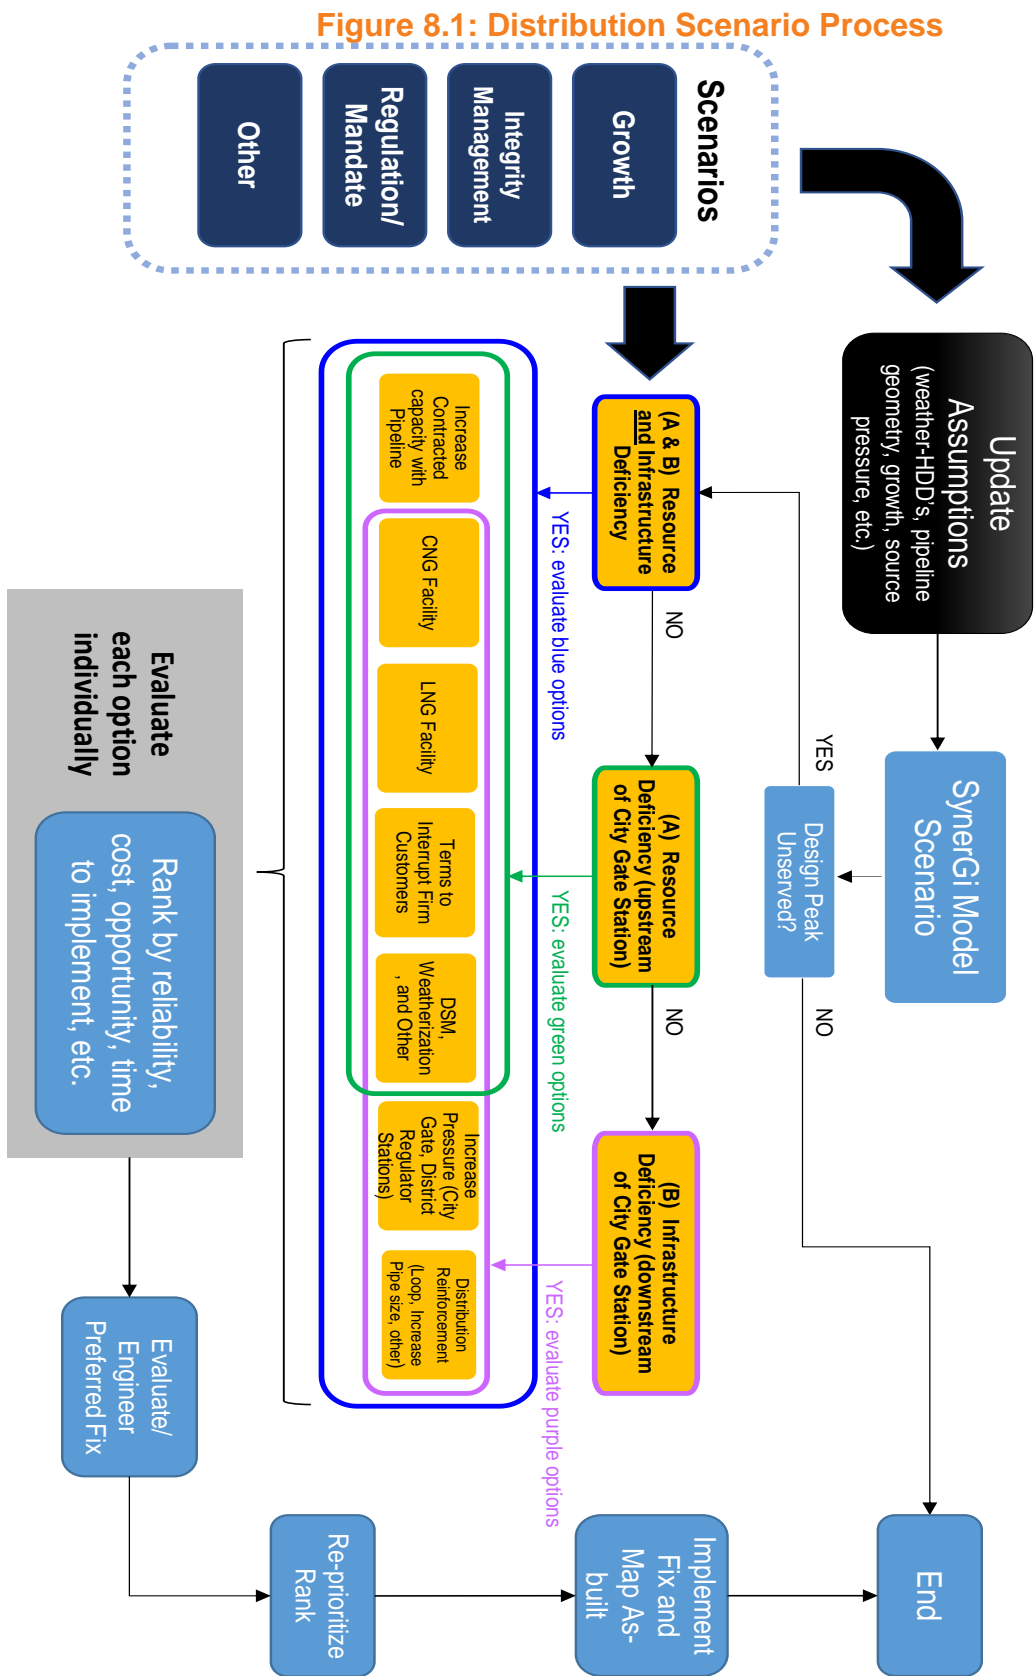 Figure 8.1: Distribution Scenario Process
Scenarios
Growth
Integrity
Management
Regulation/
Mandate
Other
Update
Assumptions
(weather-HDD's, pipeline
geometry, growth, source
pressure, etc.)
SynerGi Model
Scenario
Design Peak
Unserved?
YES
NO
End
(A & B) Resource
and Infrastructure
Deficiency
NO
(A) Resource
Deficiency (upstream
of City Gate Station)
NO
(B) Infrastructure
Deficiency (downstream
of City Gate Station)
YES: evaluate blue options
YES: evaluate green options
YES: evaluate purple options
Increase
Contracted
capacity with
Pipeline
CNG Facility
LNG Facility
Terms to
Interrupt Firm
Customers
DSM,
Weatherization
, and Other
Increase
Pressure (City
Gate, District
Regulator
Stations)
Distribution
Reinforcement
(Loop, Increase
Pipe size, other)
Evaluate
each option
individually
Rank by reliability,
cost, opportunity, time
to implement, etc.
Evaluate/
Engineer
Preferred Fix
Re-prioritize
Rank
Implement
Fix and
Map As-
built